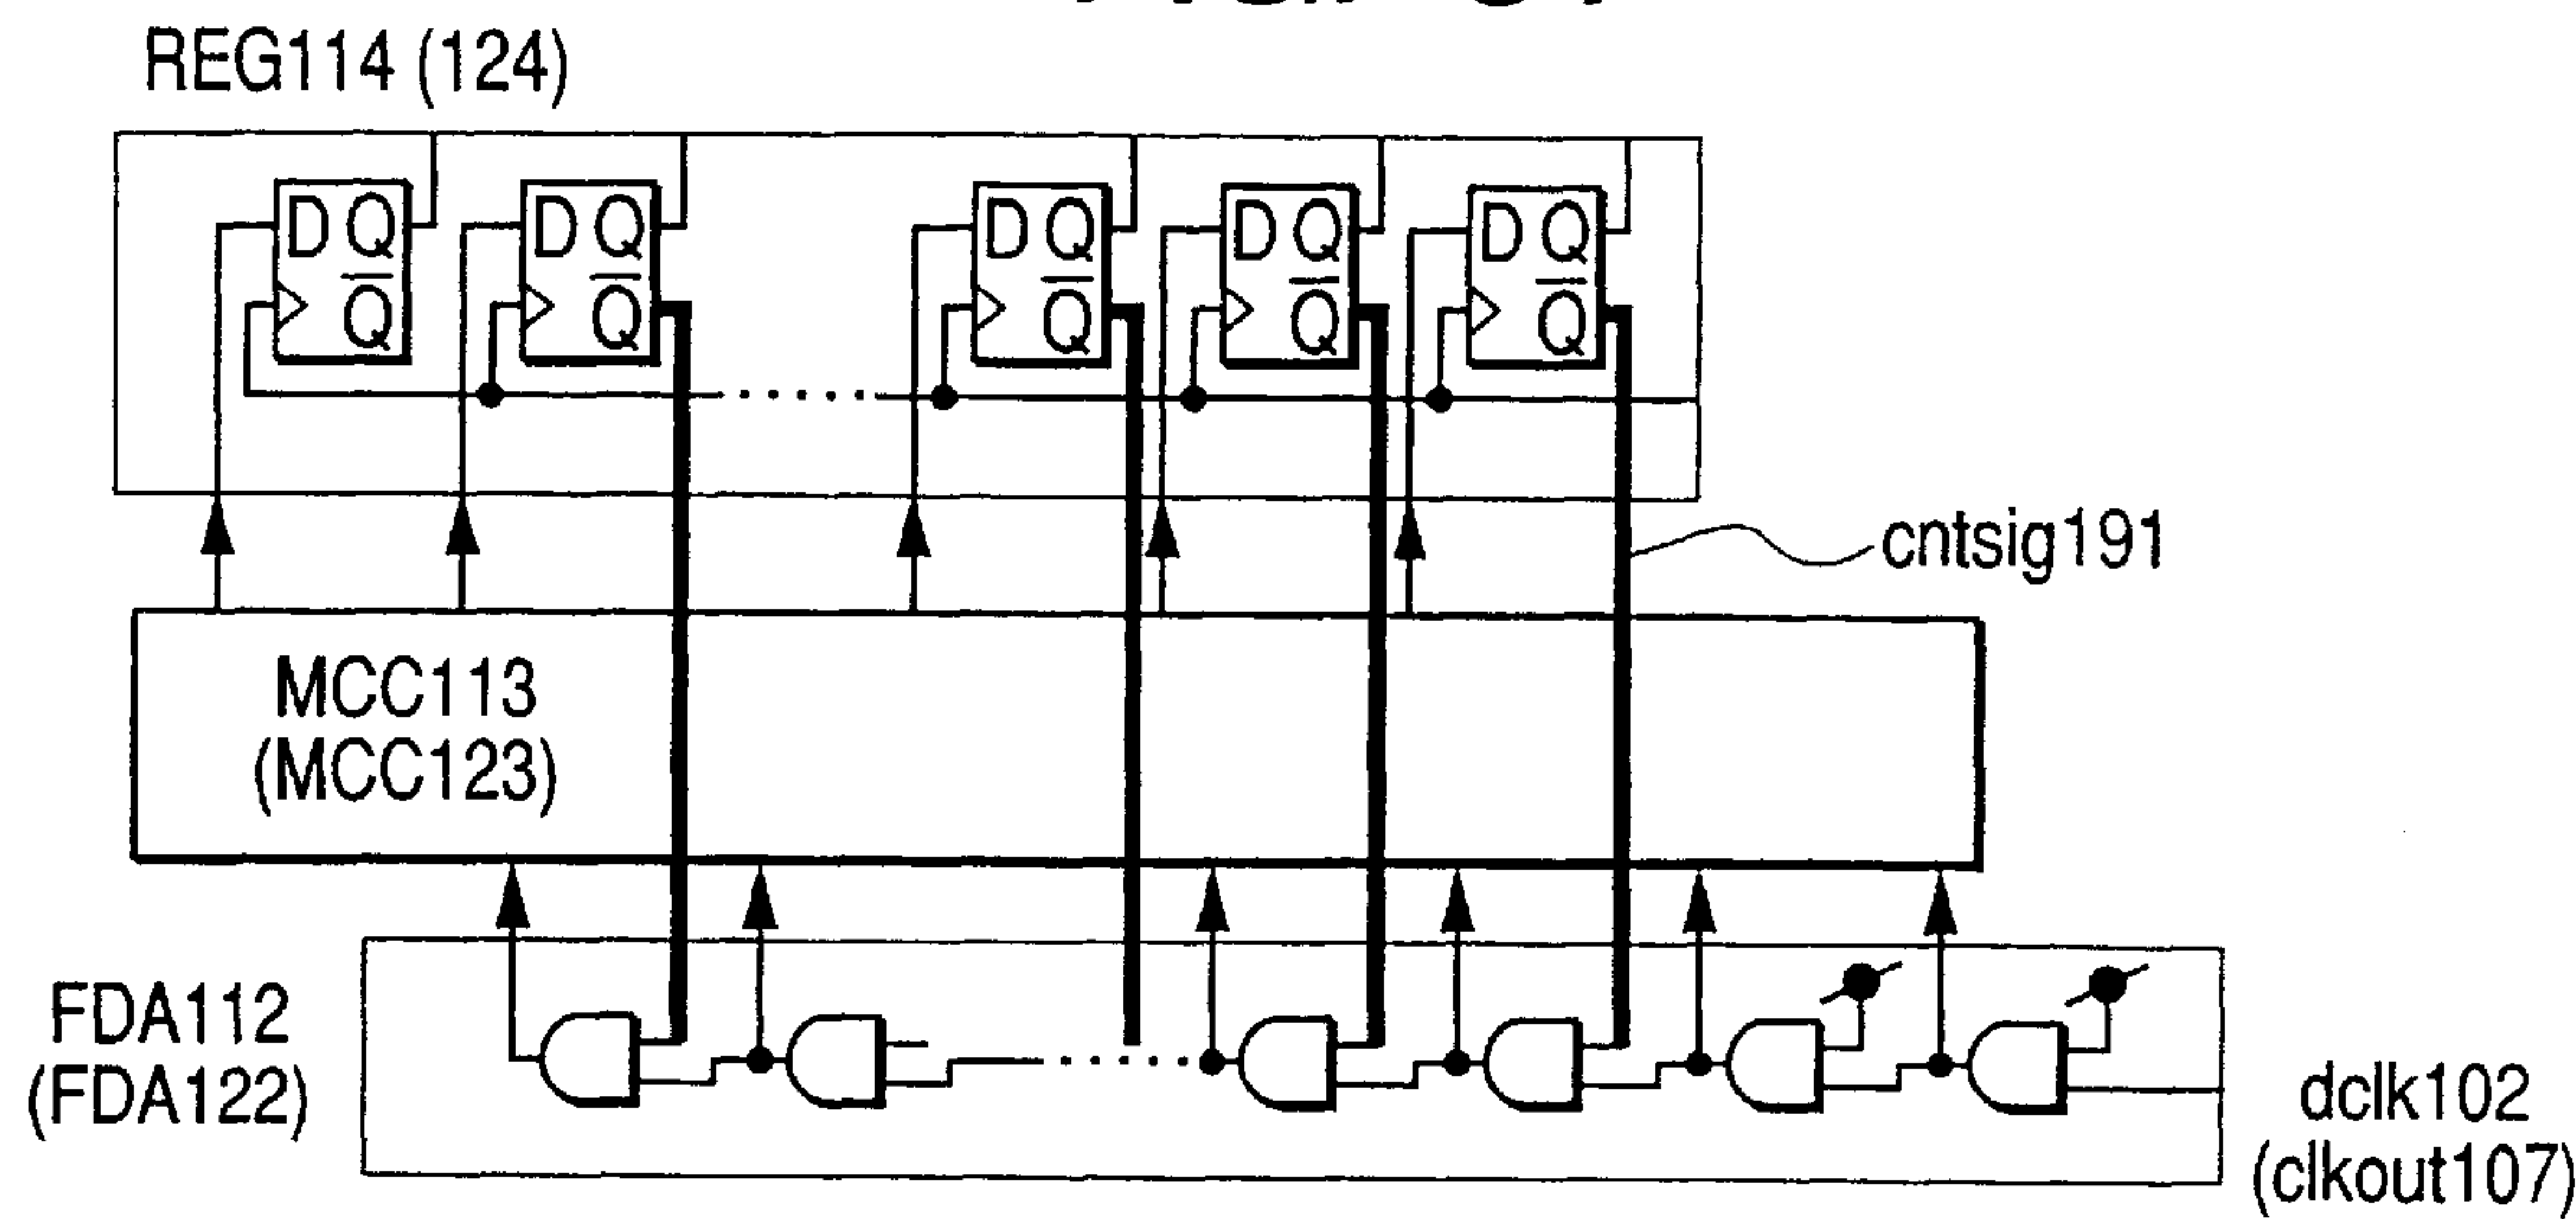 REG114 (124)
D Q
Q̅
D Q
Q̅
D Q
Q̅
D Q
Q̅
D Q
Q̅
cntsig191
MCC113
(MCC123)
FDA112
(FDA122)
dclk102
(clkout107)